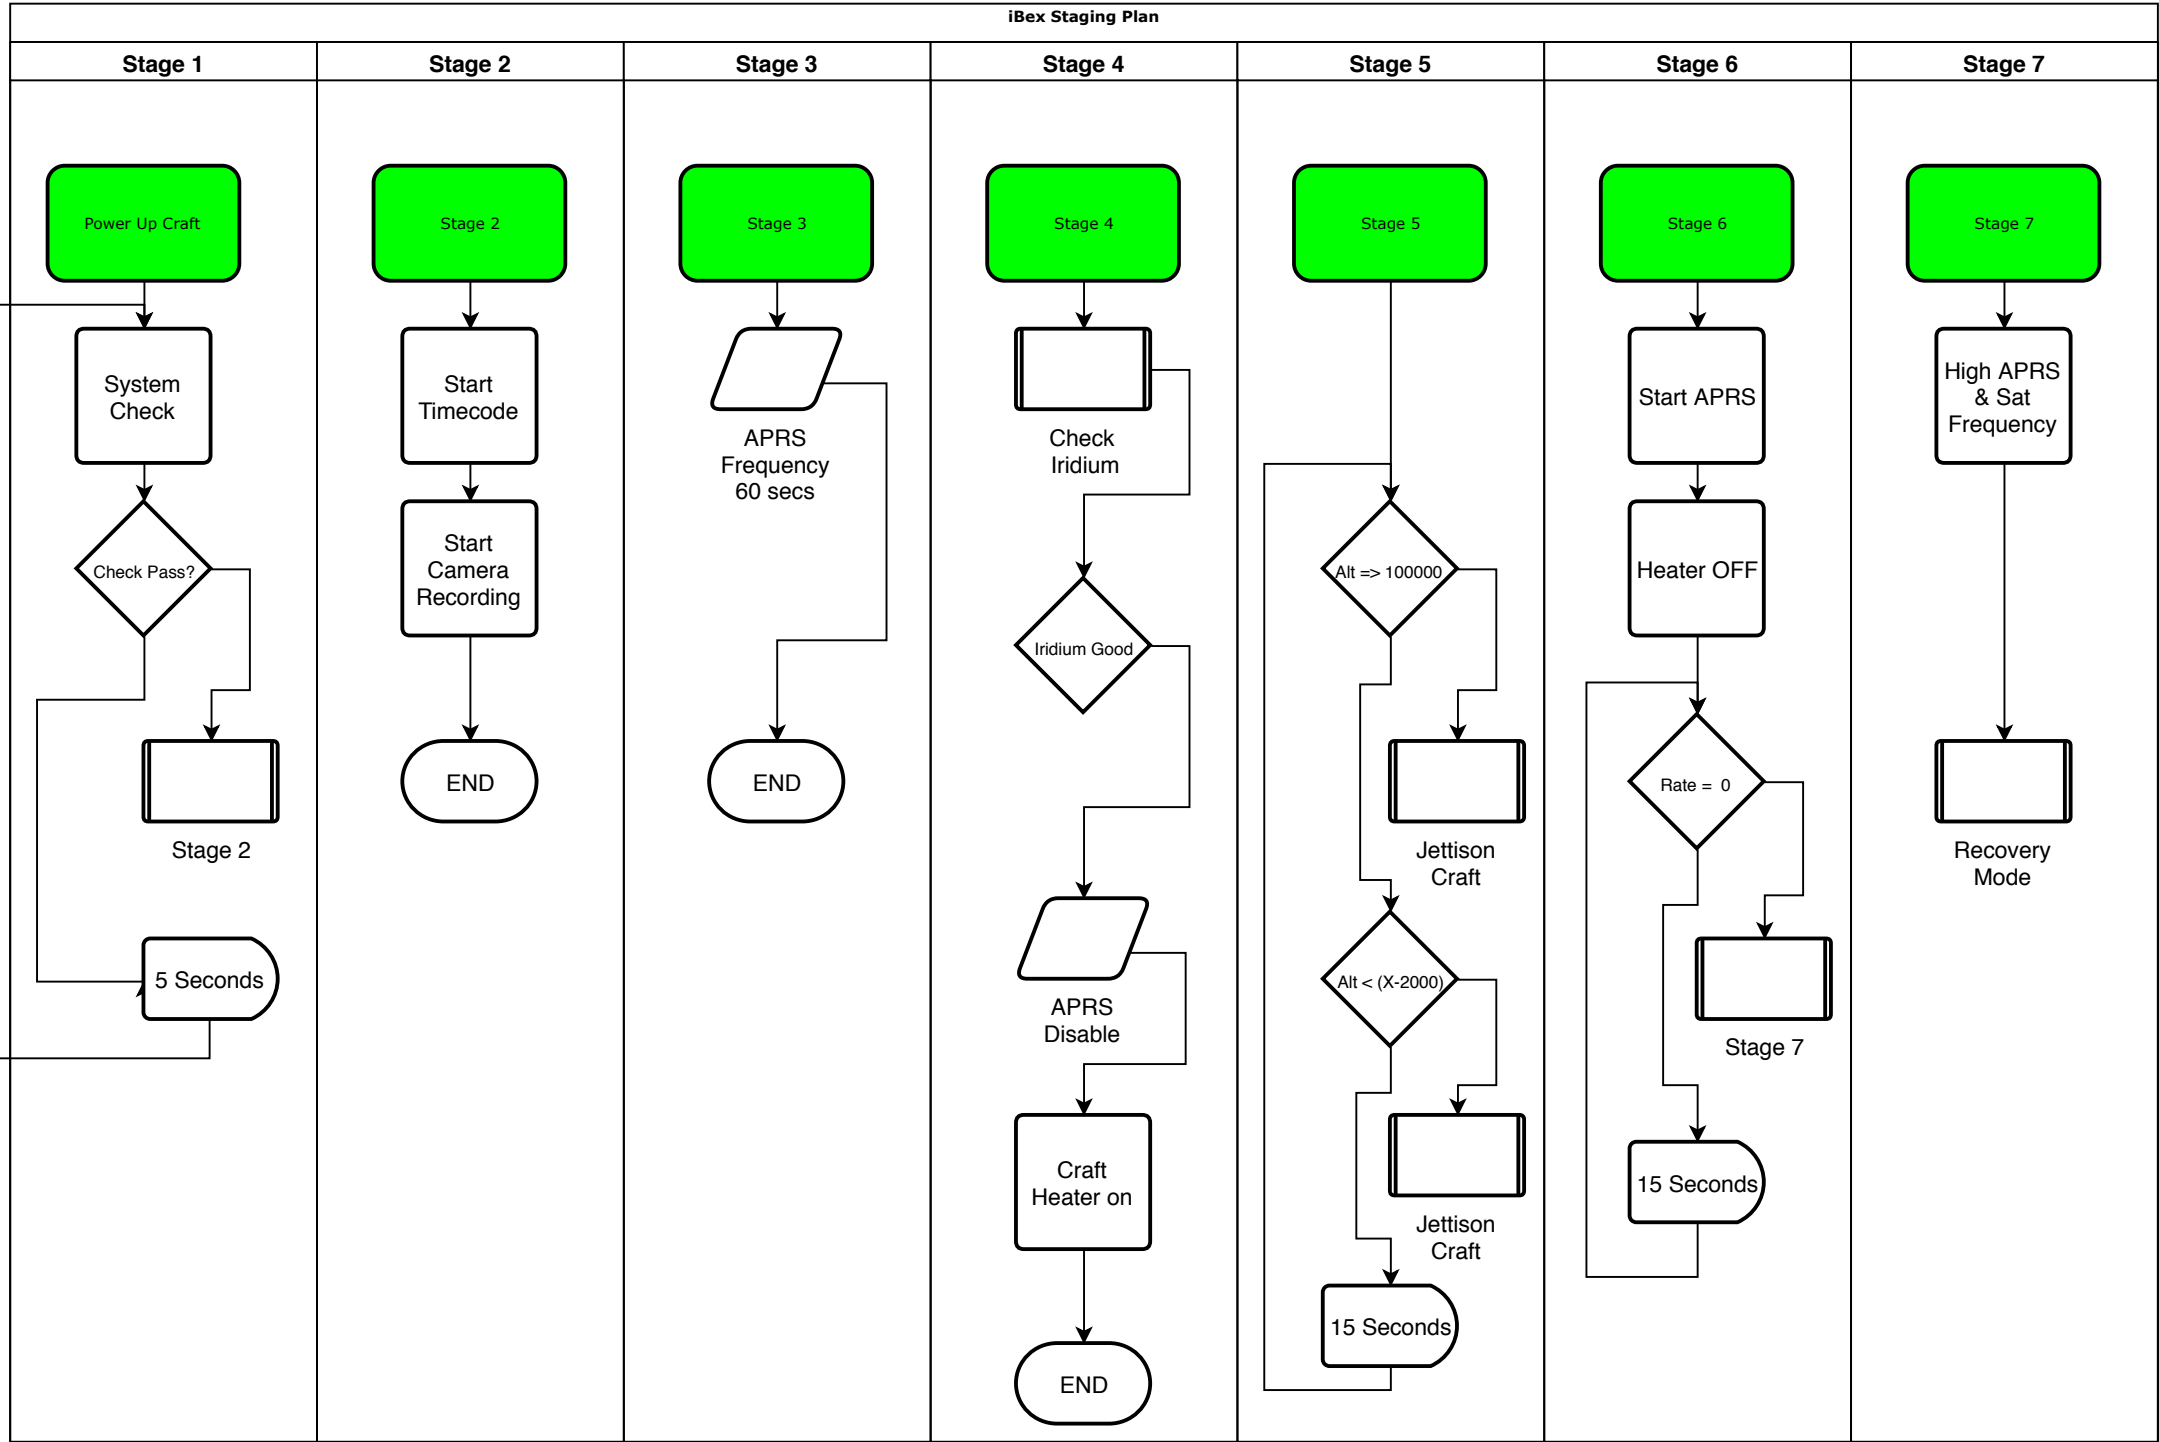 iBex Staging Plan
Stage 1
Stage 2
Stage 3
Stage 4
Stage 5
Stage 6
Stage 7
Power Up Craft
System
Check
Check Pass?
Stage 2
5 Seconds
Stage 2
Start
Timecode
Start
Camera
Recording
END
Stage 3
APRS
Frequency
60 secs
END
Stage 4
Check
Iridium
Iridium Good
APRS
Disable
Craft
Heater on
END
Stage 5
Alt => 100000
Jettison
Craft
Alt < (X-2000)
Jettison
Craft
15 Seconds
Stage 6
Start APRS
Heater OFF
Rate =  0
Stage 7
15 Seconds
Stage 7
High APRS
& Sat
Frequency
Recovery
Mode